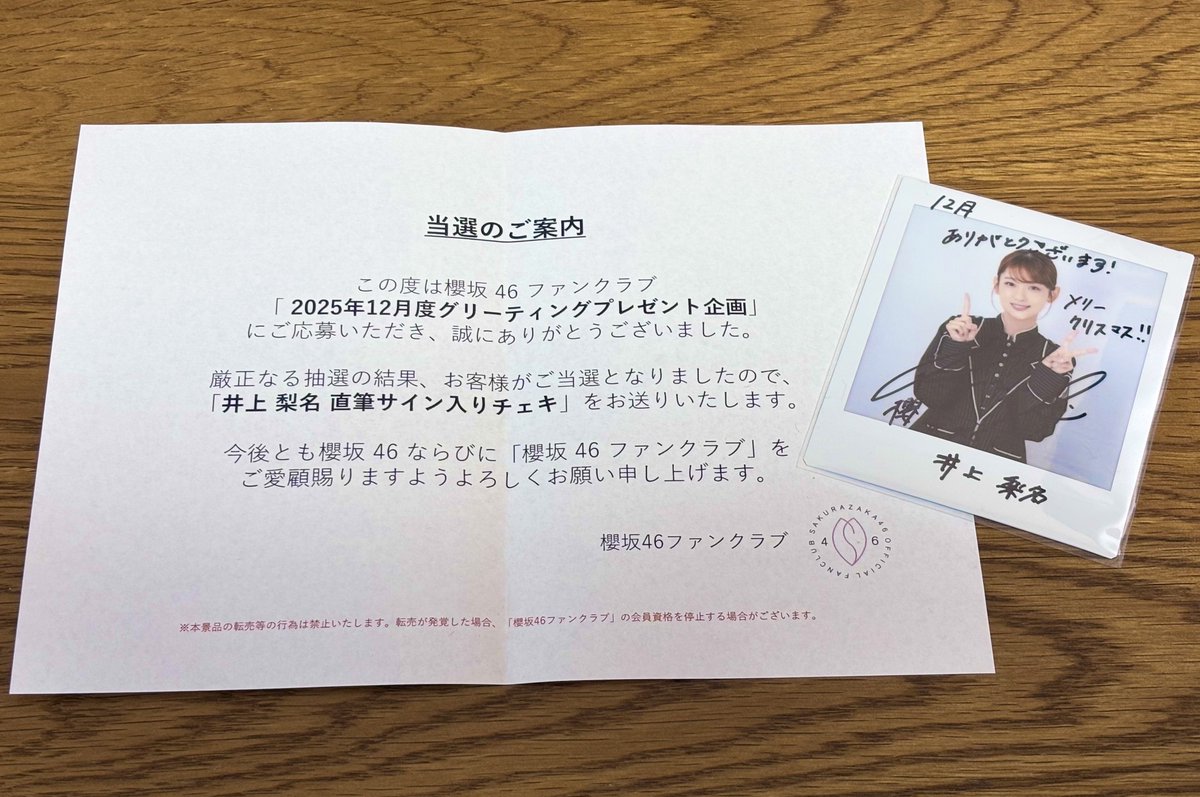 当選のご案内
この度は櫻坂 46 ファンクラブ
「 2025年12月度グリーティングプレゼント企画」
にご応募いただき、誠にありがとうございました。
厳正なる抽選の結果、お客様がご当選となりましたので、
「井上 梨名 直筆サイン入りチェキ」をお送りいたします。
今後とも櫻坂 46 ならびに「櫻坂 46 ファンクラブ」を
ご愛顧賜りますようよろしくお願い申し上げます。
櫻坂46ファンクラブ
SAKURAZAKA46 OFFICIAL FANCLUB
4 6
※本景品の転売等の行為は禁止いたします。転売が発覚した場合、「櫻坂46ファンクラブ」の会員資格を停止する場合がございます。
12月
ありがとうございます!
メリー
クリスマス!!
櫻
井上 梨名